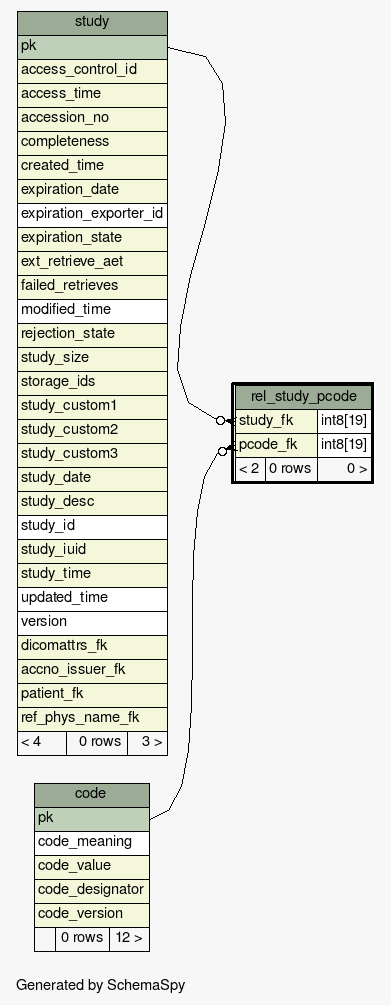 study
pk
access_control_id
access_time
accession_no
completeness
created_time
expiration_date
expiration_exporter_id
expiration_state
ext_retrieve_aet
failed_retrieves
modified_time
rejection_state
study_size
storage_ids
study_custom1
study_custom2
study_custom3
study_date
study_desc
study_id
study_iuid
study_time
updated_time
version
dicomattrs_fk
accno_issuer_fk
patient_fk
ref_phys_name_fk
< 4 0 rows 3 >
rel_study_pcode
study_fk int8[19]
pcode_fk int8[19]
< 2 0 rows 0 >
code
pk
code_meaning
code_value
code_designator
code_version
0 rows 12 >
Generated by SchemaSpy